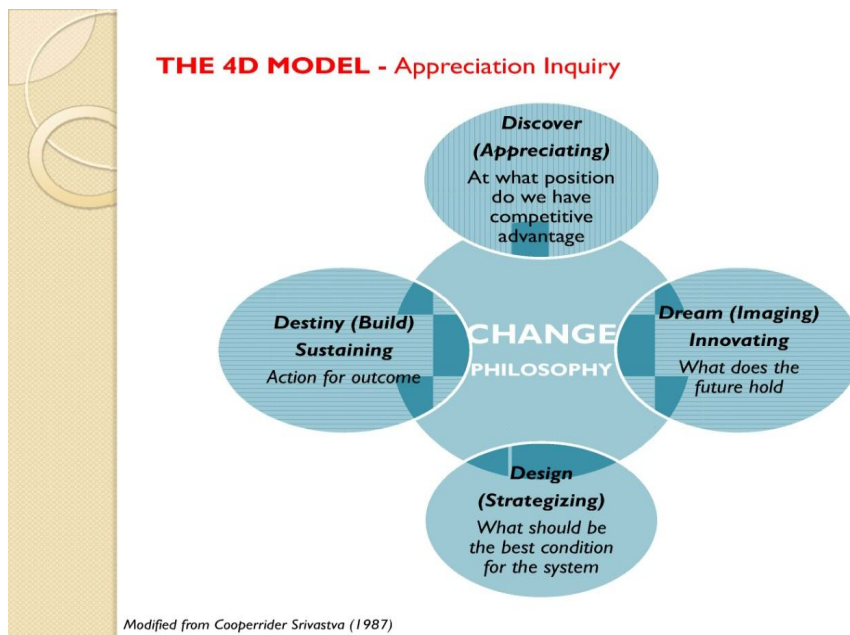 THE 4D MODEL - Appreciation Inquiry
Discover
(Appreciating)
At what position
do we have
competitive
advantage
Dream (Imaging)
Innovating
What does the
future hold
CHANGE
PHILOSOPHY
Design
(Strategizing)
What should be
the best condition
for the system
Destiny (Build)
Sustaining
Action for outcome
Modified from Cooperrider Srivastva (1987)